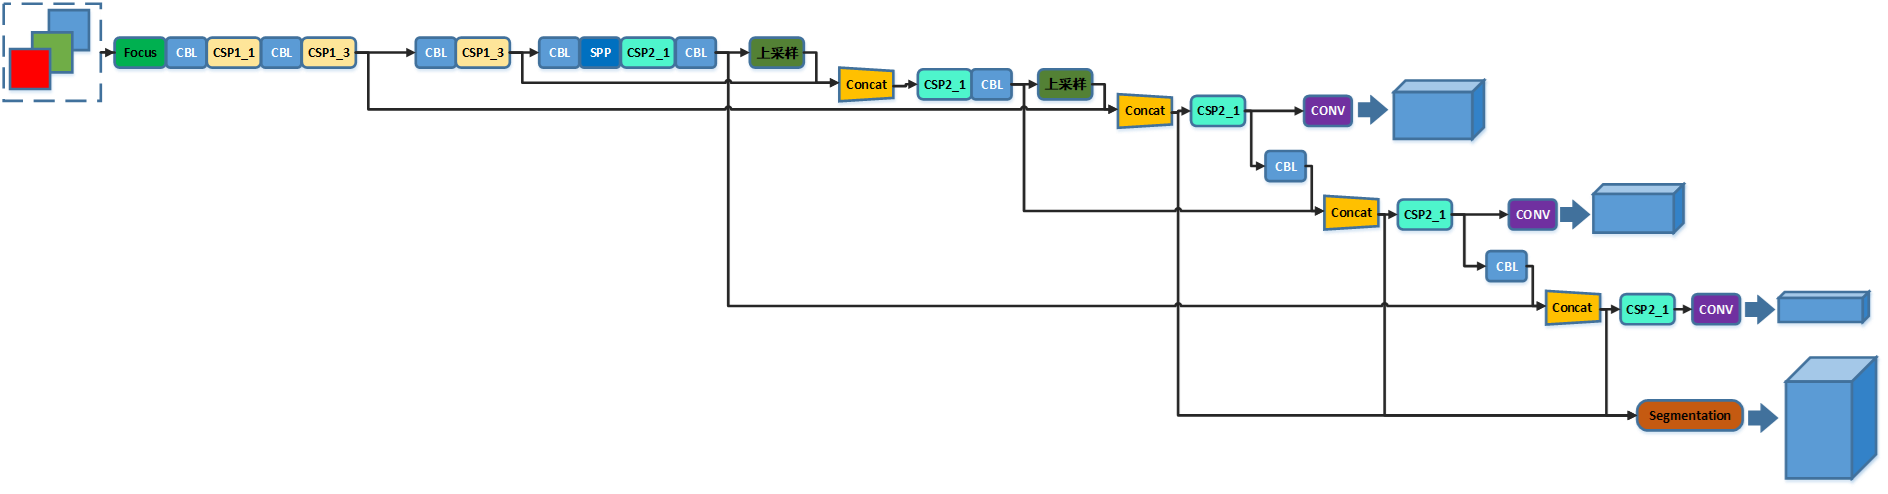 Focus CBL CSP1_1 CBL CSP1_3 CBL CSP1_3 CBL SPP CSP2_1 CBL 上采样
Concat CSP2_1 CBL 上采样
Concat CSP2_1 CONV
CBL
Concat CSP2_1 CONV
CBL
Concat CSP2_1 CONV
Segmentation